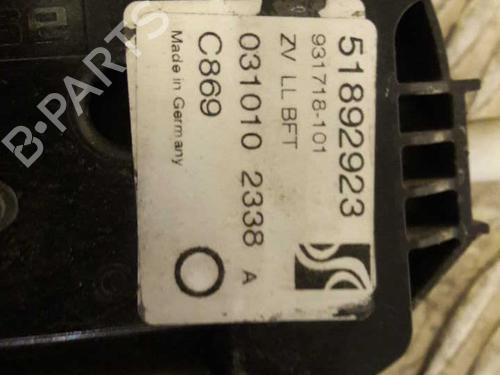 51892923
931718-101
ZV LL BFT
031010 2338 A
C869
Made in Germany
B-PARTS